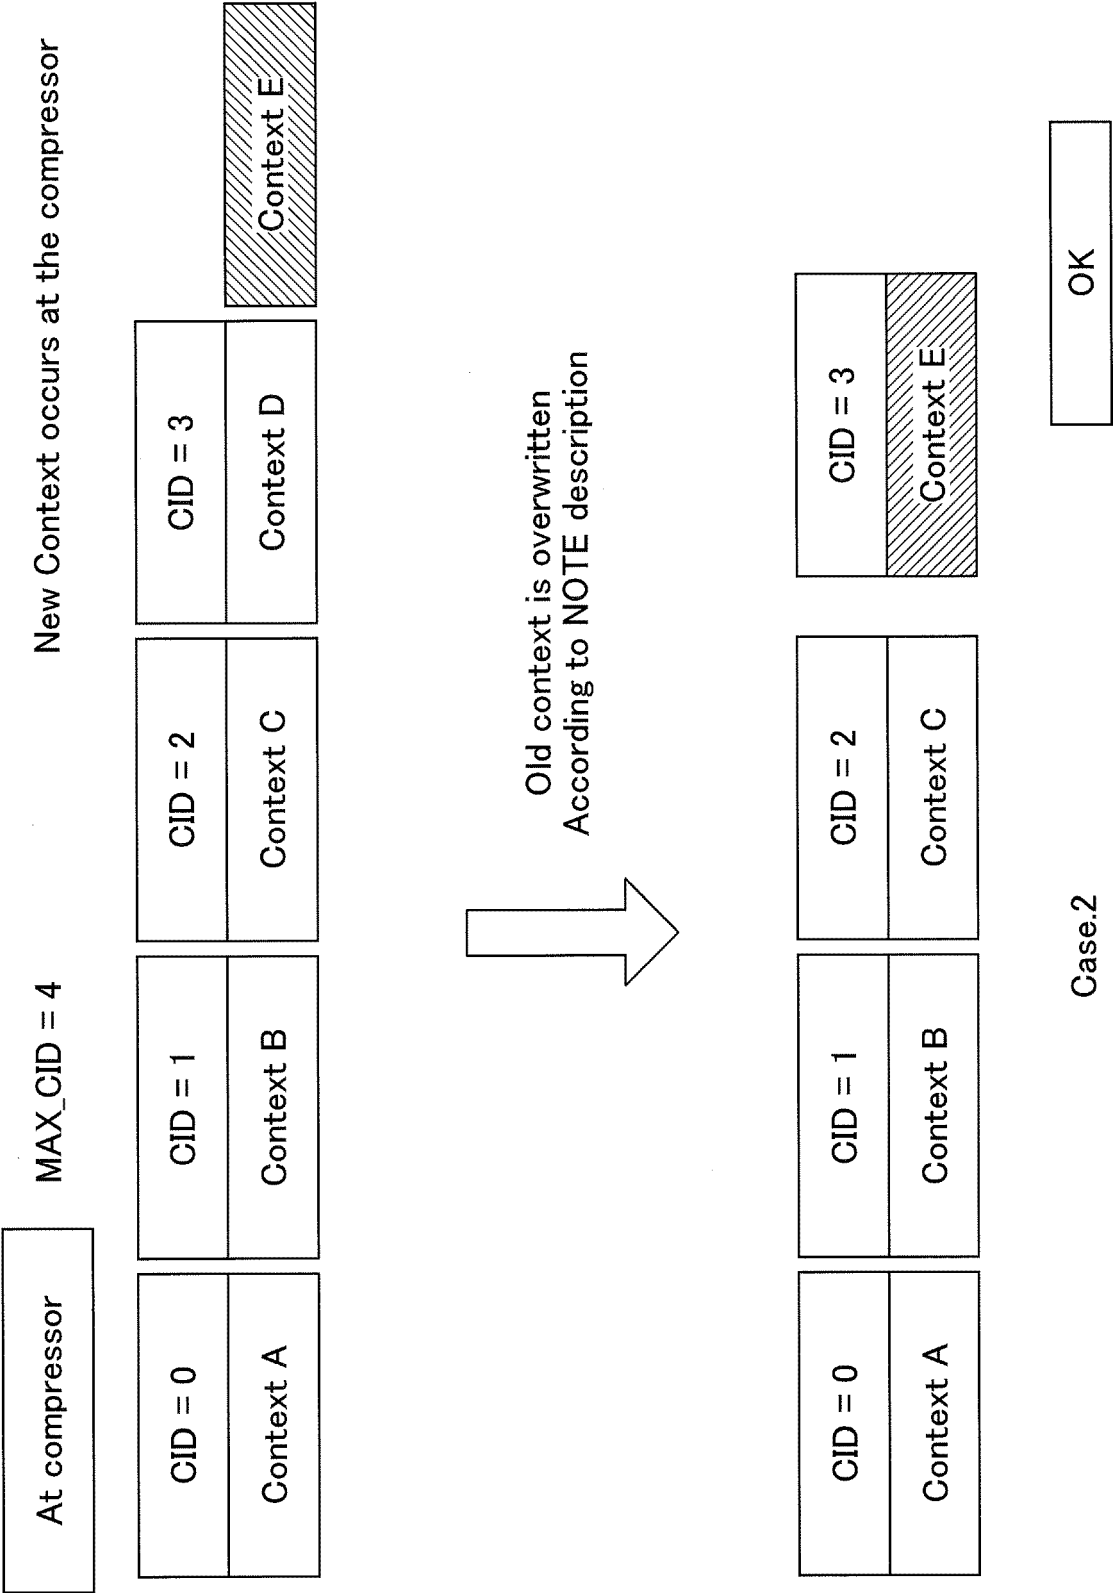 At compressor
MAX_CID = 4
New Context occurs at the compressor
CID = 0
CID = 1
CID = 2
CID = 3
Context A
Context B
Context C
Context D
Context E
Old context is overwritten
According to NOTE description
CID = 0
CID = 1
CID = 2
CID = 3
Context A
Context B
Context C
Context E
Case.2
OK